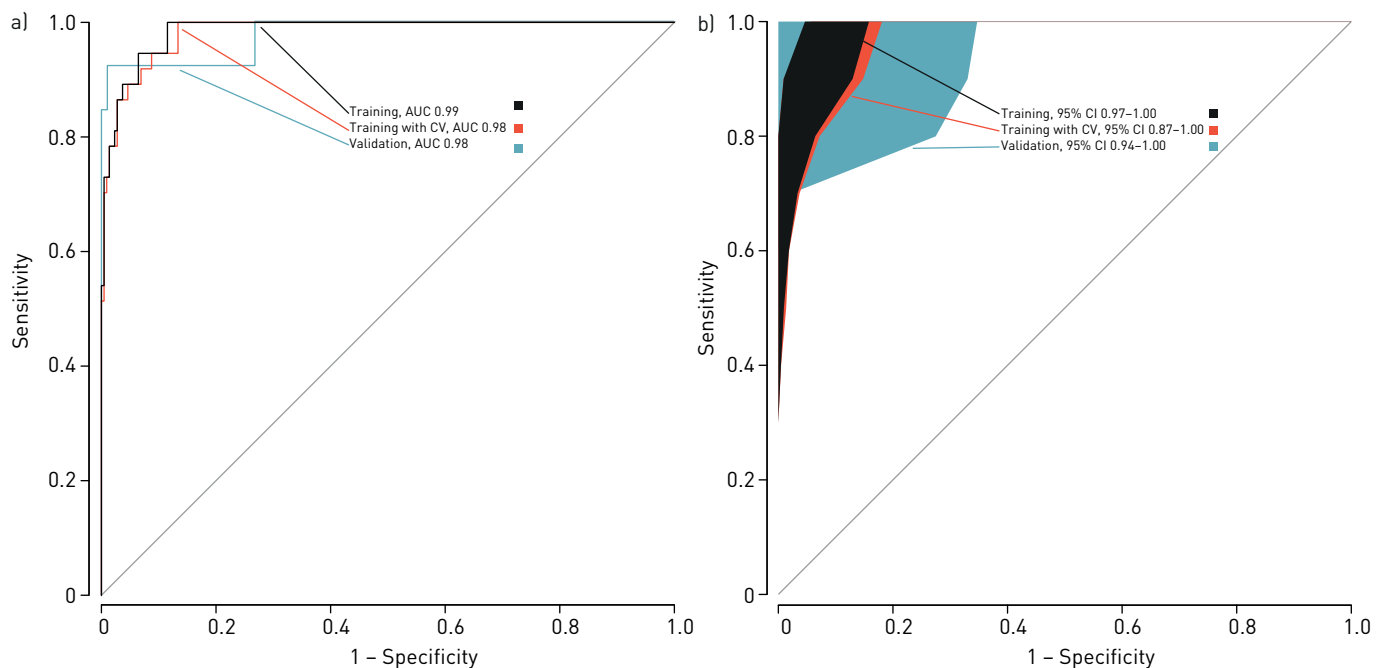 a)
1.0
0.8
0.6
0.4
0.2
0
Sensitivity
Training, AUC 0.99
Training with CV, AUC 0.98
Validation, AUC 0.98
0 0.2 0.4 0.6 0.8 1.0
1 – Specificity
b)
1.0
0.8
0.6
0.4
0.2
0
Sensitivity
Training, 95% CI 0.97–1.00
Training with CV, 95% CI 0.87–1.00
Validation, 95% CI 0.94–1.00
0 0.2 0.4 0.6 0.8 1.0
1 – Specificity